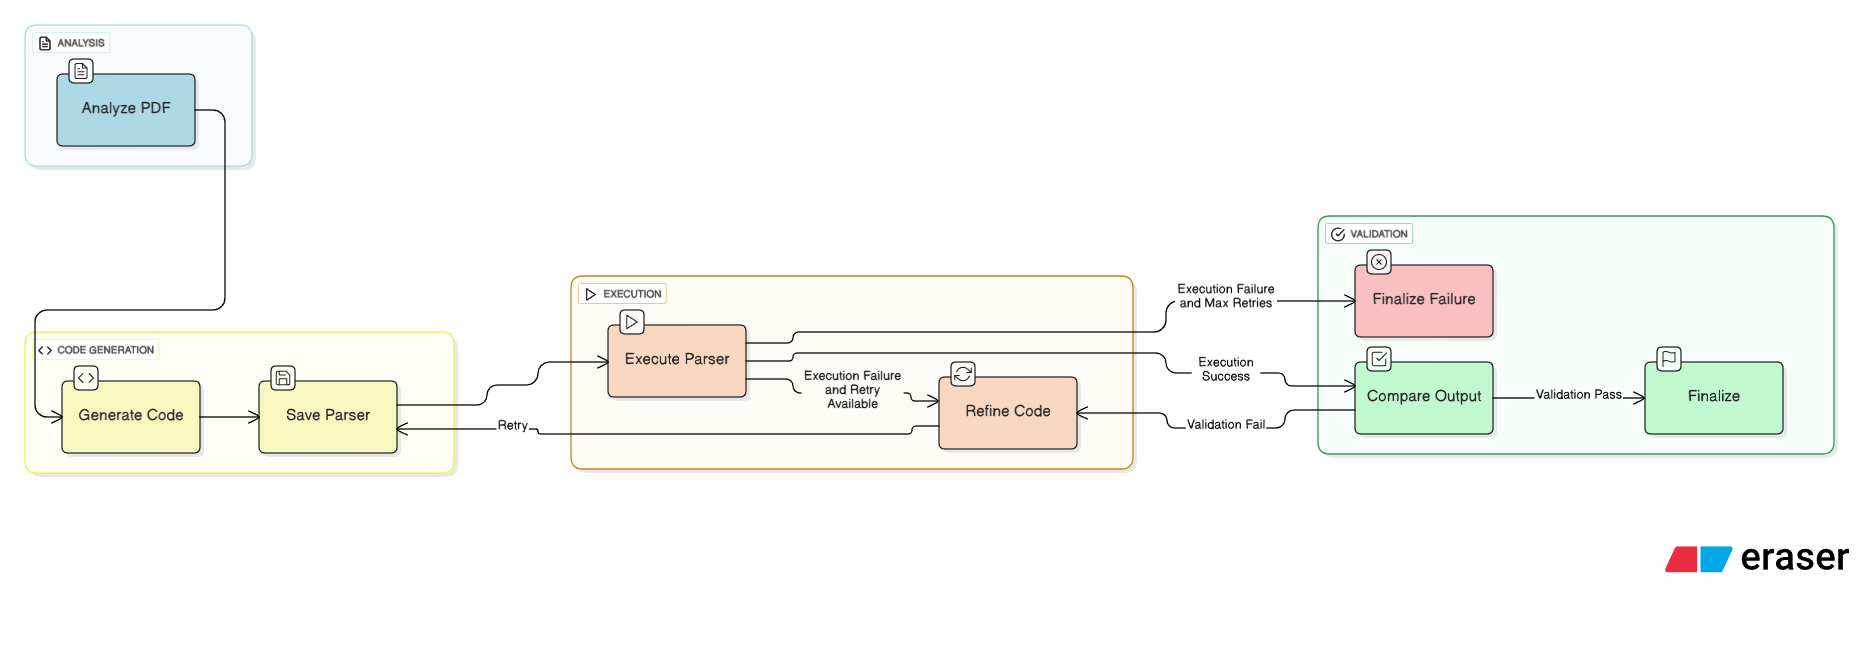 ANALYSIS
Analyze PDF
CODE GENERATION
Generate Code
Save Parser
EXECUTION
Execute Parser
Execution Failure
and Retry
Available
Refine Code
Retry
Execution Failure
and Max Retries
Execution
Success
Validation Fail
VALIDATION
Finalize Failure
Compare Output
Validation Pass
Finalize
eraser